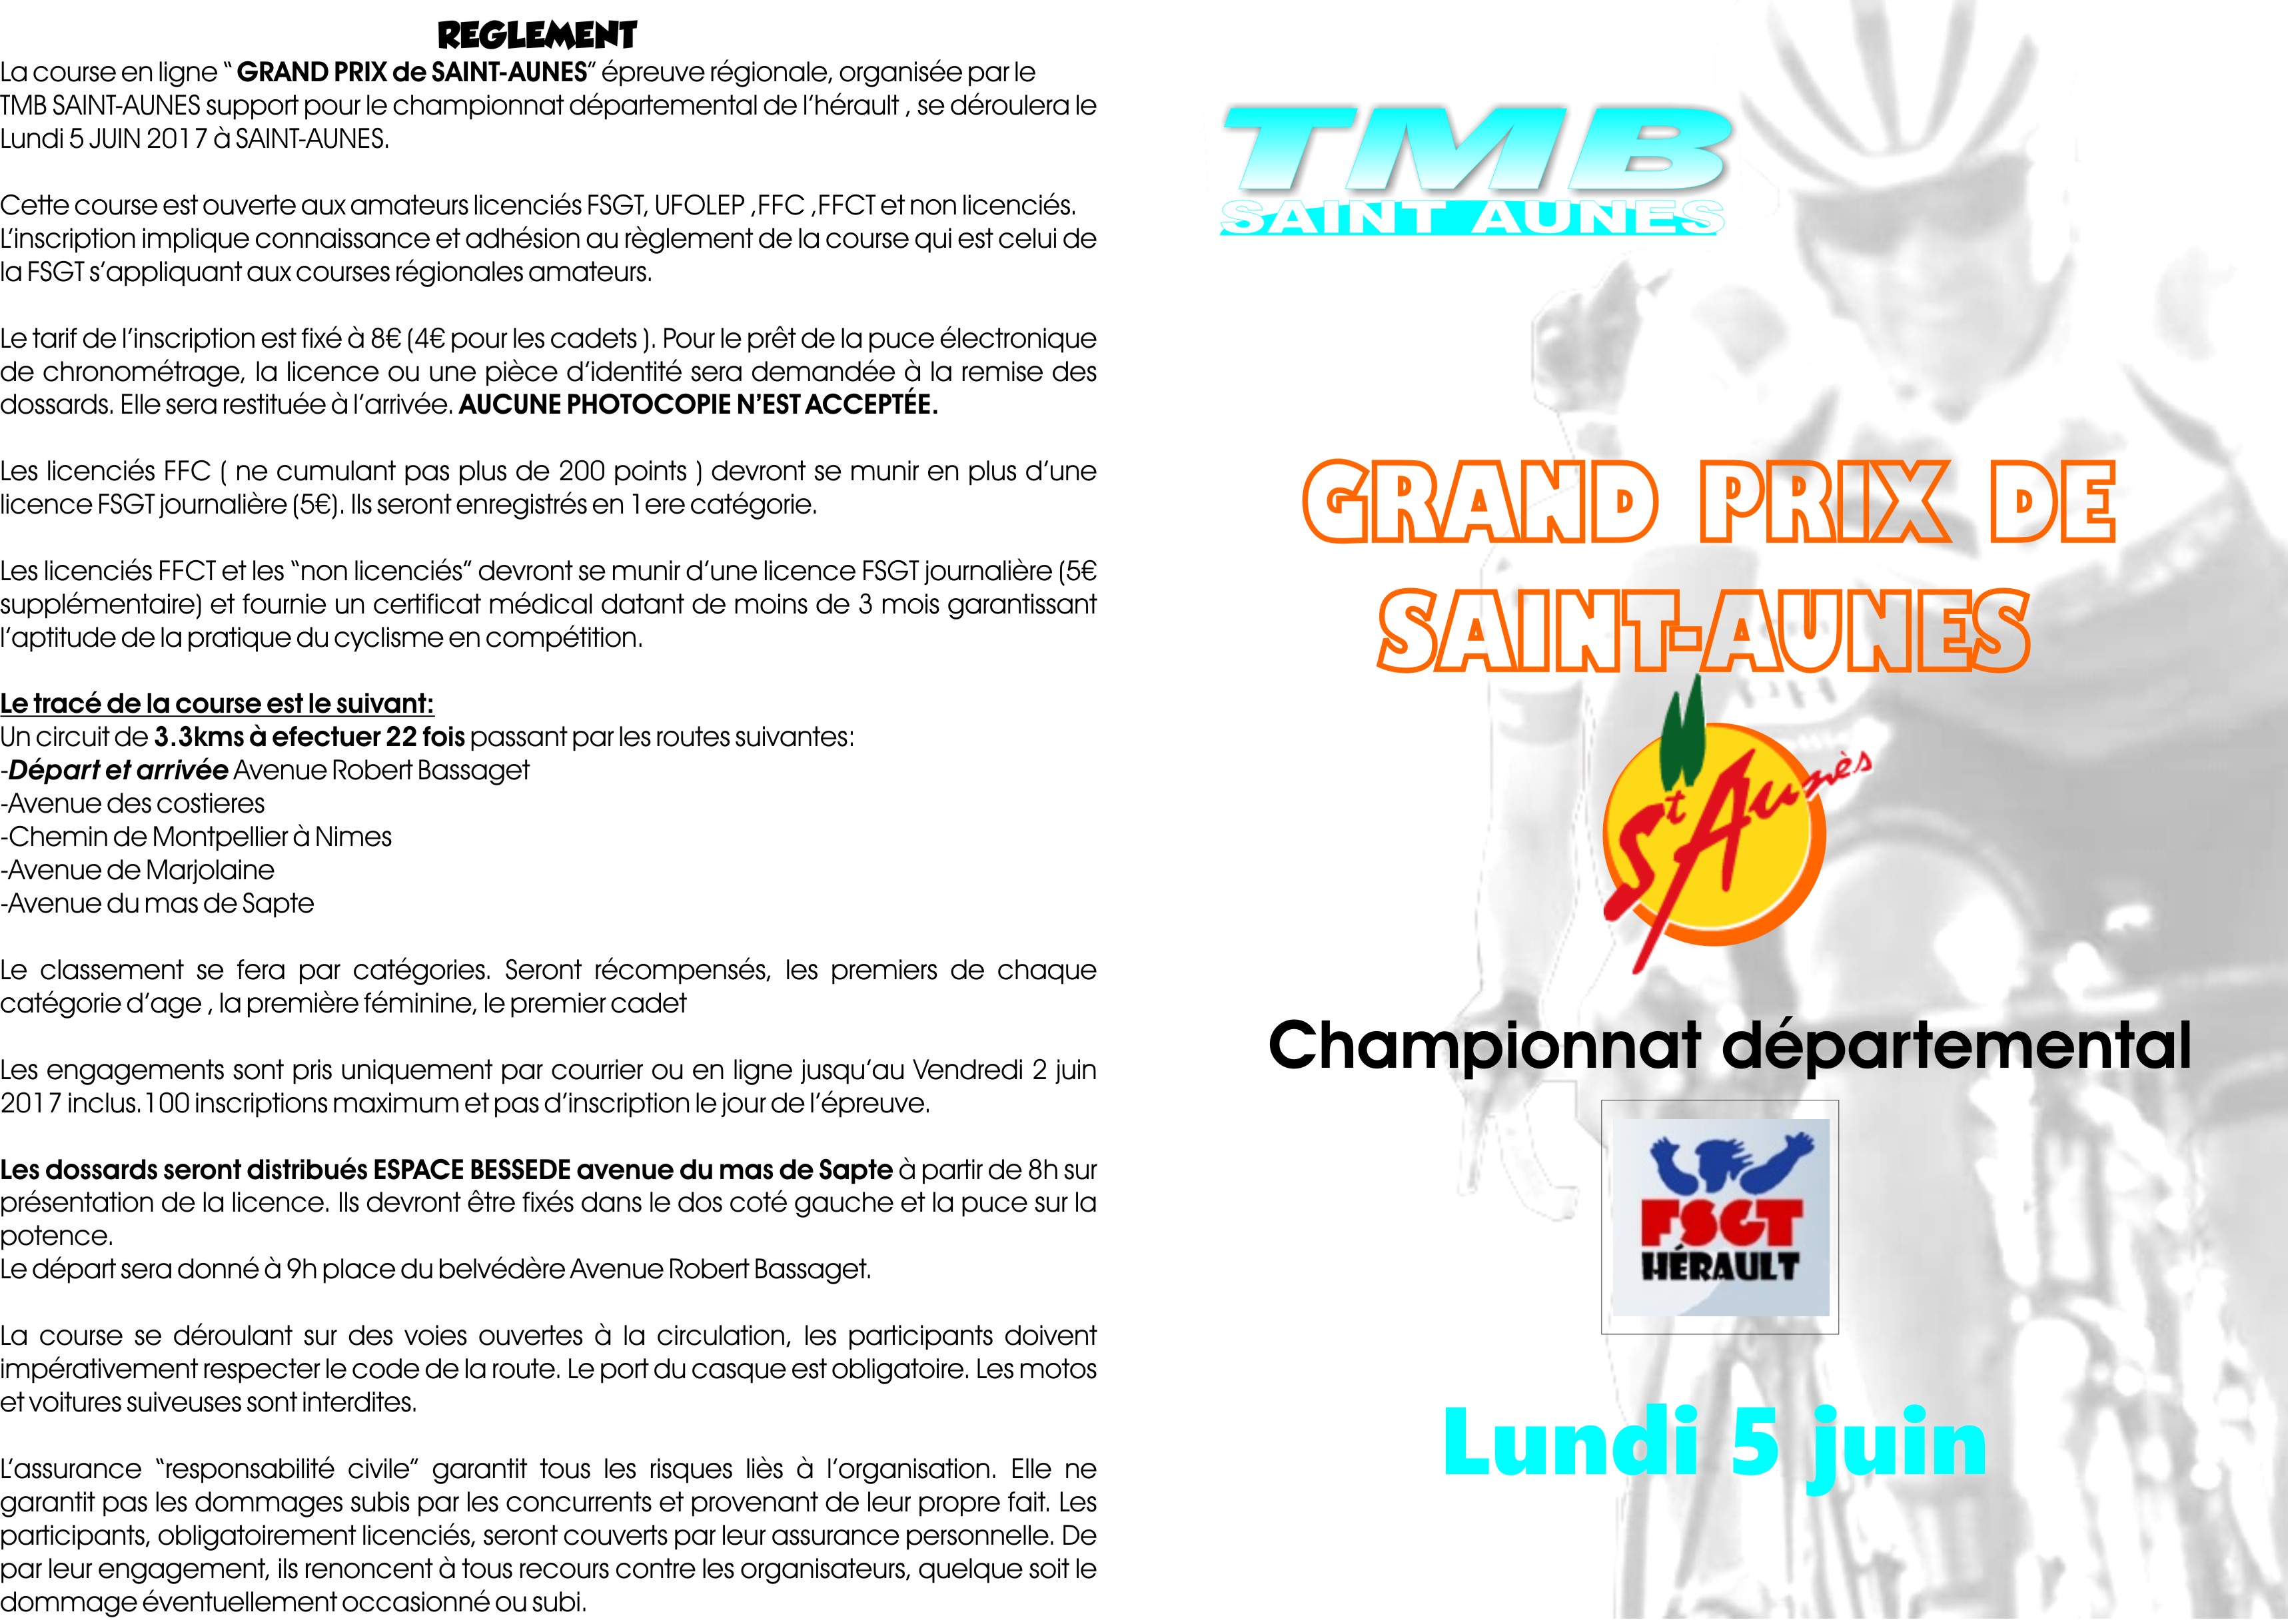 REGLEMENT
La course en ligne “ GRAND PRIX de SAINT-AUNES” épreuve régionale, organisée par le
TMB SAINT-AUNES support pour le championnat départemental de l’hérault , se déroulera le
Lundi 5 JUIN 2017 à SAINT-AUNES.
Cette course est ouverte aux amateurs licenciés FSGT, UFOLEP ,FFC ,FFCT et non licenciés.
L’inscription implique connaissance et adhésion au règlement de la course qui est celui de
la FSGT s’appliquant aux courses régionales amateurs.
Le tarif de l’inscription est fixé à 8€ (4€ pour les cadets ). Pour le prêt de la puce électronique
de chronométrage, la licence ou une pièce d’identité sera demandée à la remise des
dossards. Elle sera restituée à l’arrivée. AUCUNE PHOTOCOPIE N’EST ACCEPTÉE.
Les licenciés FFC ( ne cumulant pas plus de 200 points ) devront se munir en plus d’une
licence FSGT journalière (5€). Ils seront enregistrés en 1ere catégorie.
Les licenciés FFCT et les “non licenciés” devront se munir d’une licence FSGT journalière (5€
supplémentaire) et fournie un certificat médical datant de moins de 3 mois garantissant
l’aptitude de la pratique du cyclisme en compétition.
Le tracé de la course est le suivant:
Un circuit de 3.3kms à efectuer 22 fois passant par les routes suivantes:
-Départ et arrivée Avenue Robert Bassaget
-Avenue des costieres
-Chemin de Montpellier à Nimes
-Avenue de Marjolaine
-Avenue du mas de Sapte
Le classement se fera par catégories. Seront récompensés, les premiers de chaque
catégorie d’age , la première féminine, le premier cadet
Les engagements sont pris uniquement par courrier ou en ligne jusqu’au Vendredi 2 juin
2017 inclus.100 inscriptions maximum et pas d’inscription le jour de l’épreuve.
Les dossards seront distribués ESPACE BESSEDE avenue du mas de Sapte à partir de 8h sur
présentation de la licence. Ils devront être fixés dans le dos coté gauche et la puce sur la
potence.
Le départ sera donné à 9h place du belvédère Avenue Robert Bassaget.
La course se déroulant sur des voies ouvertes à la circulation, les participants doivent
impérativement respecter le code de la route. Le port du casque est obligatoire. Les motos
et voitures suiveuses sont interdites.
L’assurance “responsabilité civile” garantit tous les risques liès à l’organisation. Elle ne
garantit pas les dommages subis par les concurrents et provenant de leur propre fait. Les
participants, obligatoirement licenciés, seront couverts par leur assurance personnelle. De
par leur engagement, ils renoncent à tous recours contre les organisateurs, quelque soit le
dommage éventuellement occasionné ou subi.
TMB
SAINT AUNES
GRAND PRIX DE
SAINT-AUNES
St Aunès
Championnat départemental
FSGT
HÉRAULT
Lundi 5 juin